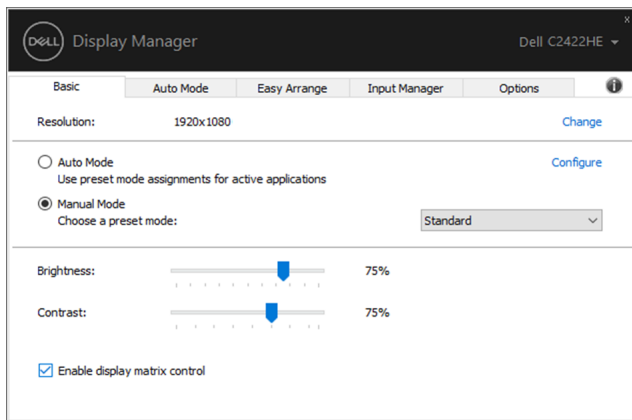 x
DELL Display Manager Dell C2422HE
Basic Auto Mode Easy Arrange Input Manager Options i
Resolution: 1920x1080 Change
Auto Mode Configure
Use preset mode assignments for active applications
Manual Mode
Choose a preset mode: Standard
Brightness: 75%
Contrast: 75%
Enable display matrix control